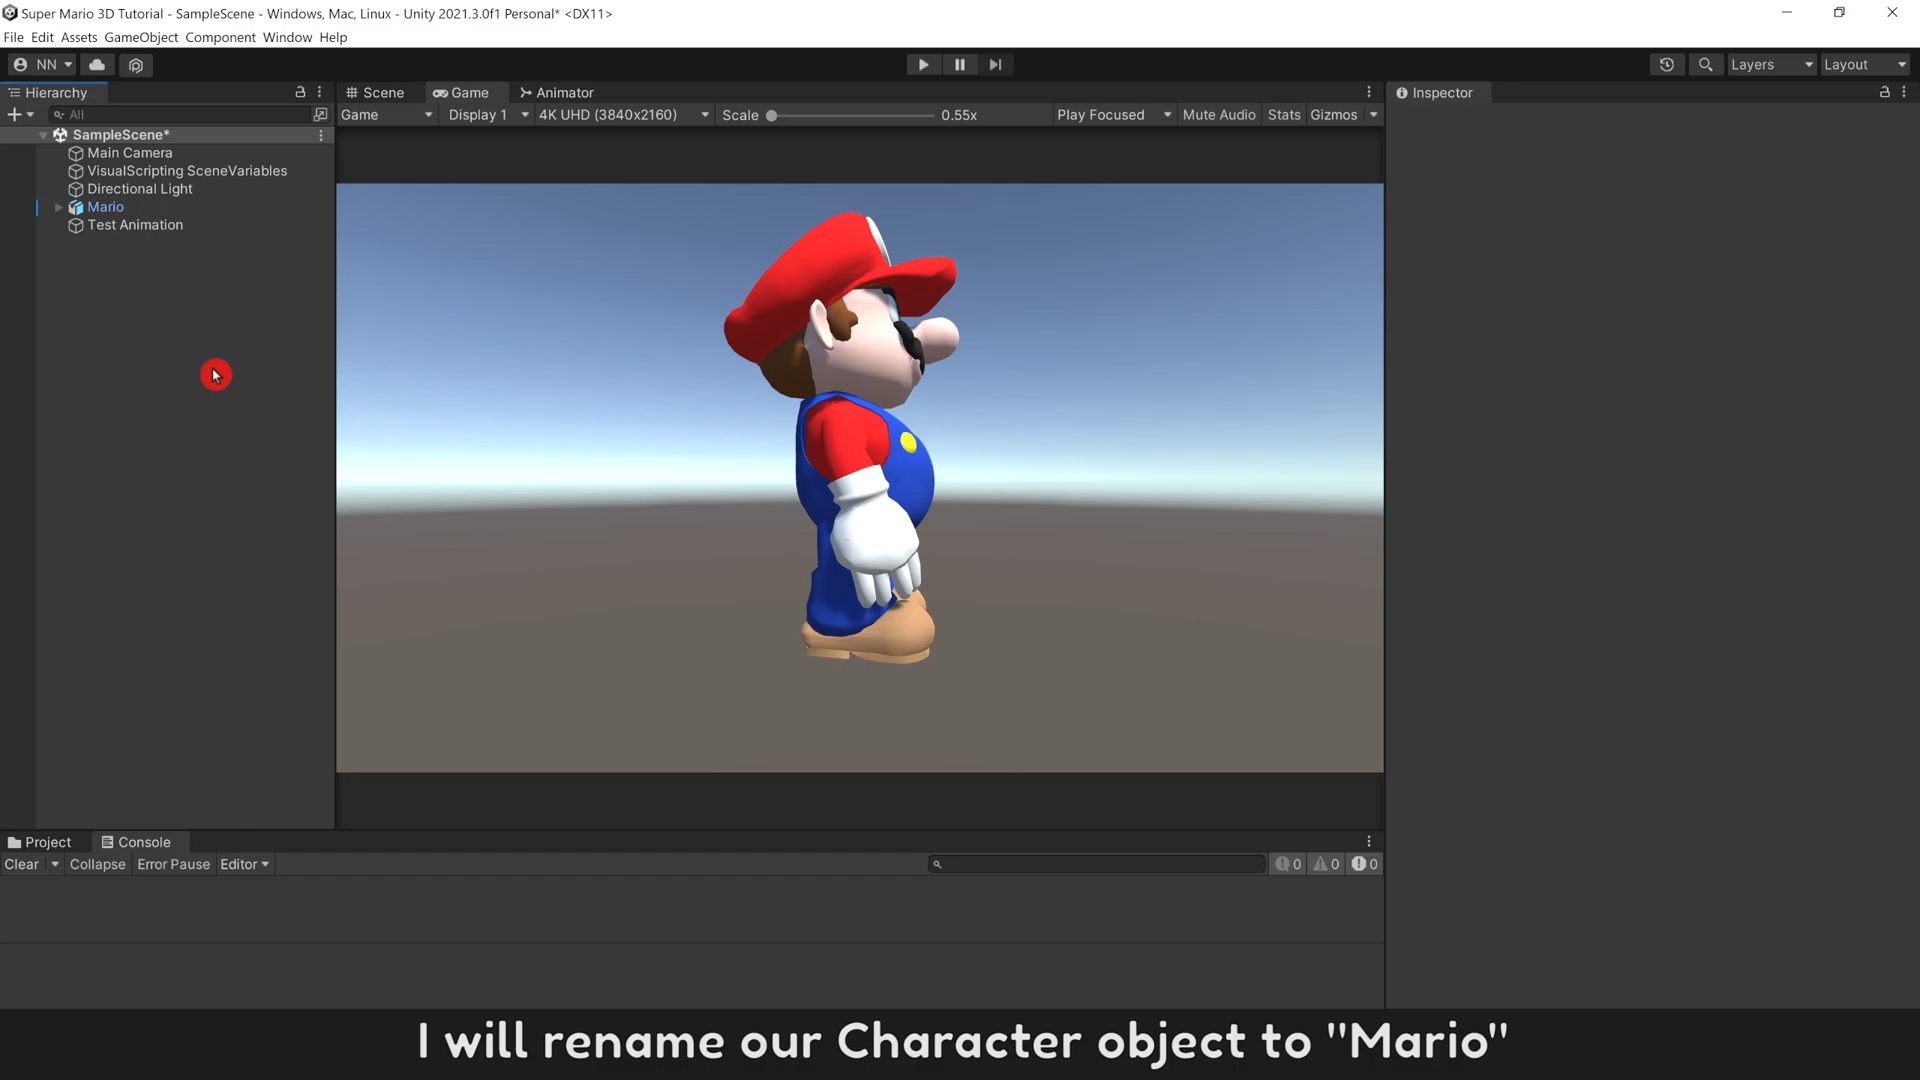 Super Mario 3D Tutorial - SampleScene - Windows, Mac, Linux - Unity 2021.3.0f1 Personal* <DX11>
File Edit Assets GameObject Component Window Help
NN Layers Layout
Hierarchy Scene Game Animator Inspector
All Game Display 1 4K UHD (3840x2160) Scale 0.55x Play Focused Mute Audio Stats Gizmos
SampleScene*
Main Camera
VisualScripting SceneVariables
Directional Light
Mario
Test Animation
Project Console
Clear Collapse Error Pause Editor 0 0 0
I will rename our Character object to "Mario"